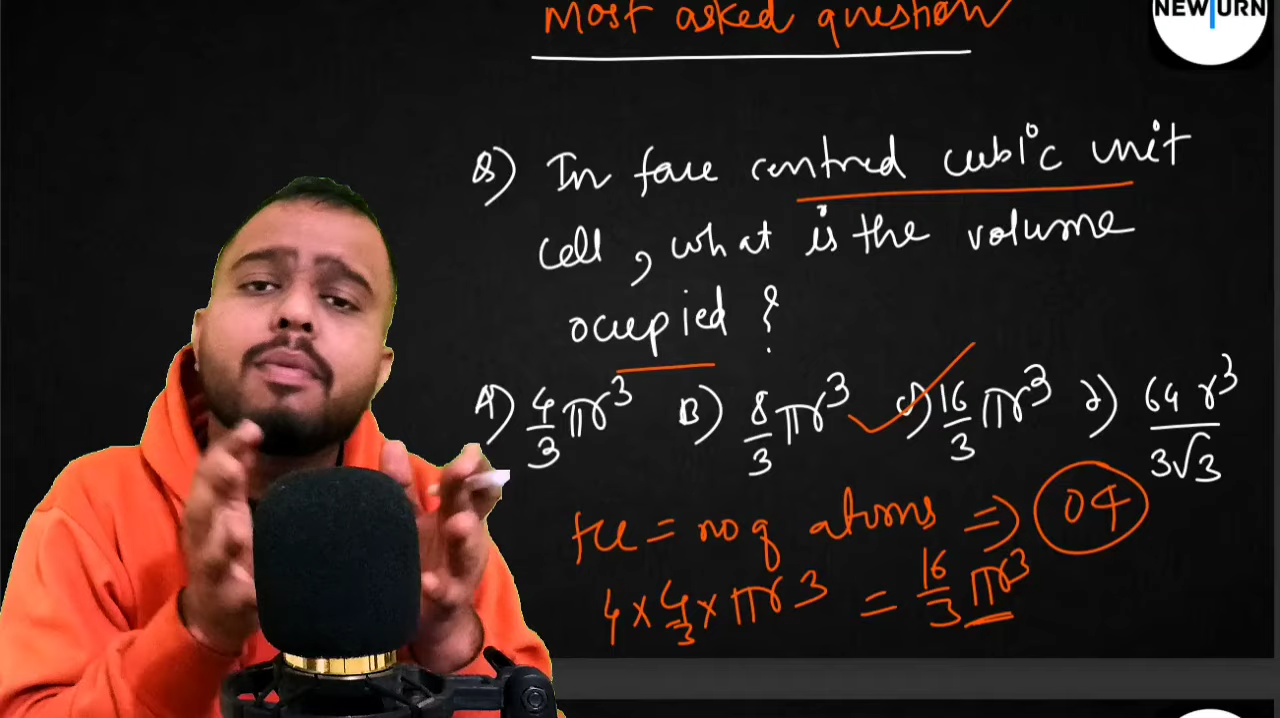 most asked question
NEWTURN
Q) In face centred cubic unit
cell, what is the volume
ocupied ?
A) 4/3 πr³ B) 8/3 πr³ c) 16/3 πr³ d) 64 r³/3√3
fcc = no of atoms => 04
4 x 4/3 x πr3 = 16/3 πr³